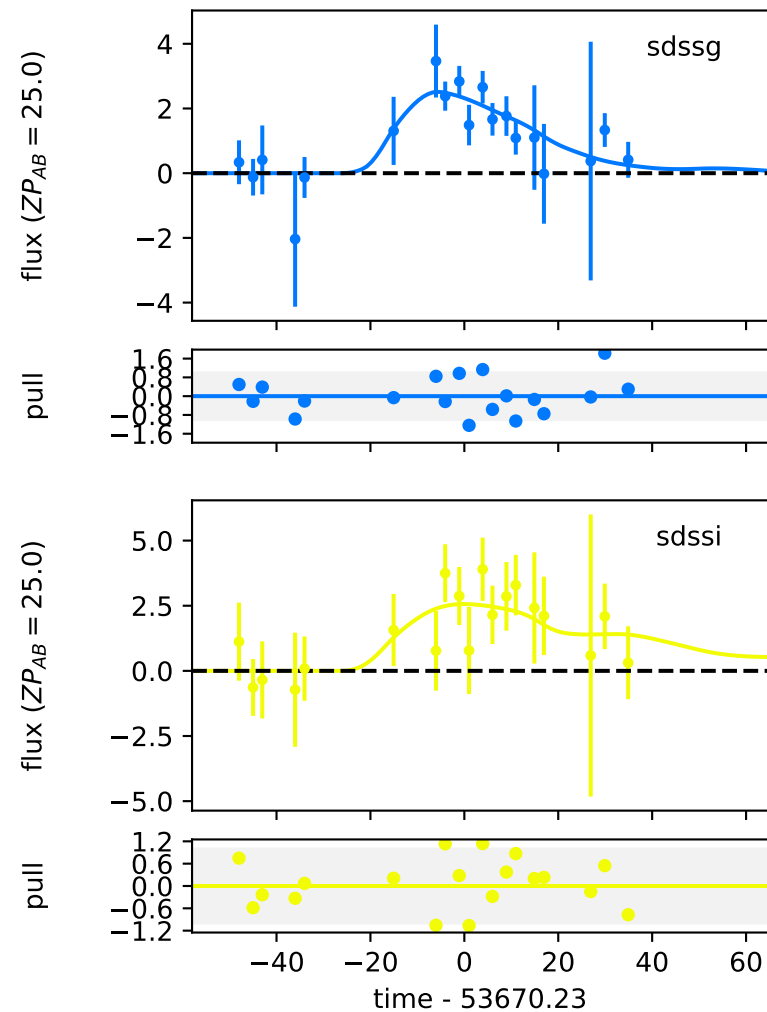 sdssg
flux (ZP_AB = 25.0)
4
2
0
−2
−4
pull
1.6
0.8
0.0
−0.8
−1.6
sdssi
flux (ZP_AB = 25.0)
5.0
2.5
0.0
−2.5
−5.0
pull
1.2
0.6
0.0
−0.6
−1.2
−40 −20 0 20 40 60
time - 53670.23